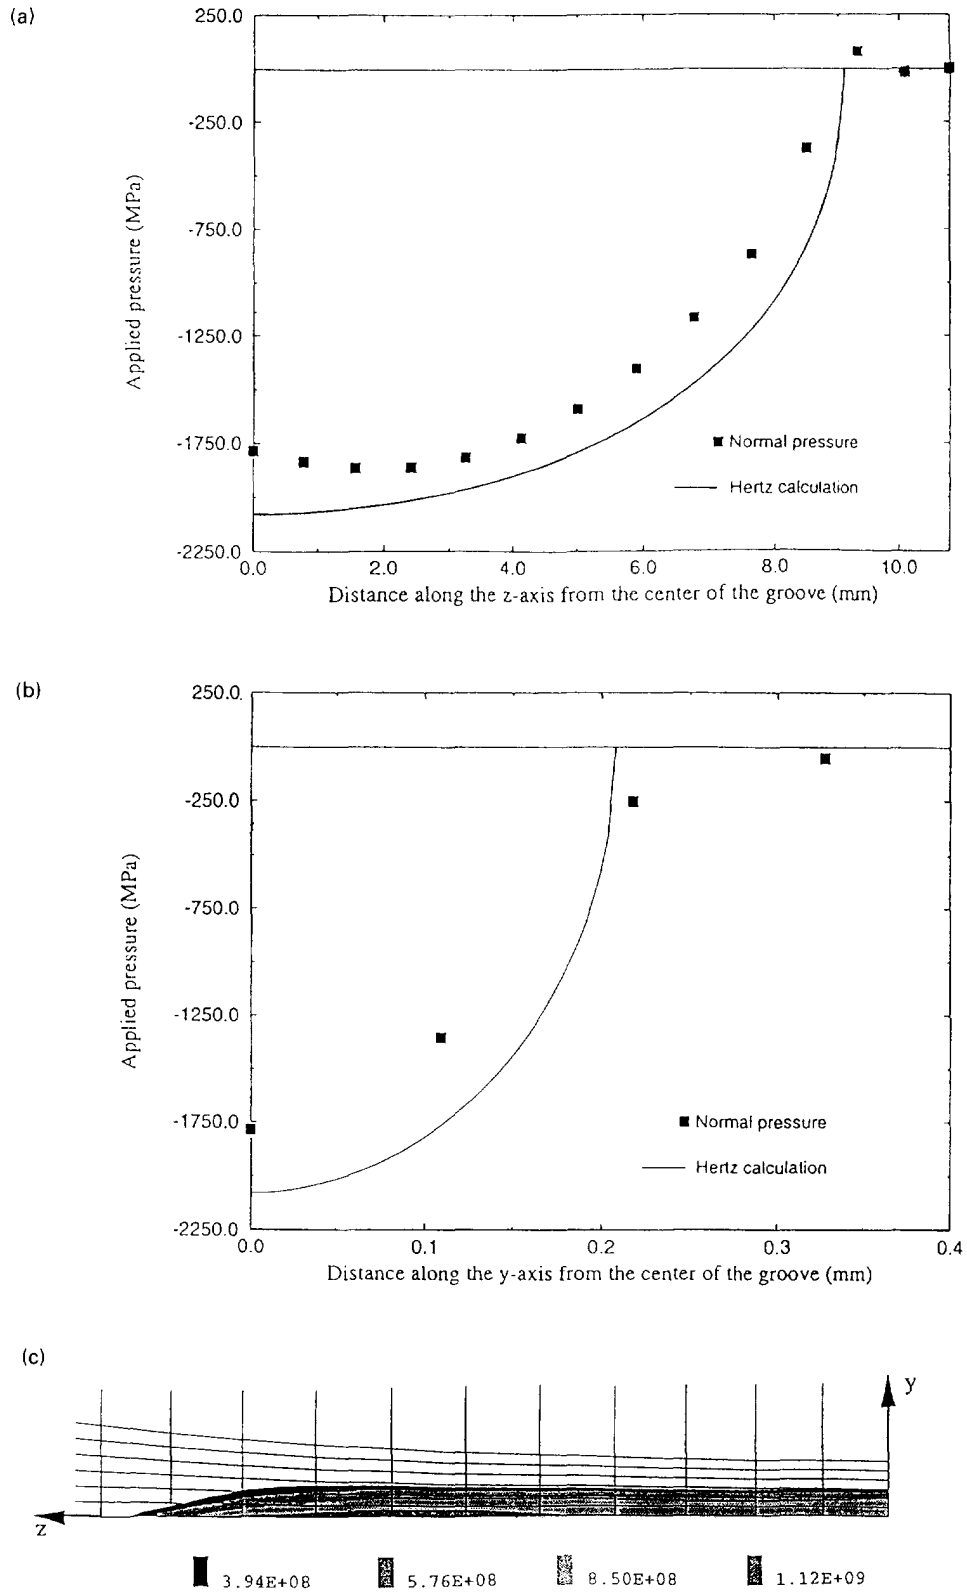 (a)
250.0
-250.0
-750.0
-1250.0
-1750.0
-2250.0
Applied pressure (MPa)
Normal pressure
Hertz calculation
0.0 2.0 4.0 6.0 8.0 10.0
Distance along the z-axis from the center of the groove (mm)
(b)
250.0
-250.0
-750.0
-1250.0
-1750.0
-2250.0
Applied pressure (MPa)
Normal pressure
Hertz calculation
0.0 0.1 0.2 0.3 0.4
Distance along the y-axis from the center of the groove (mm)
(c)
y
z
3.94E+08 5.76E+08 8.50E+08 1.12E+09